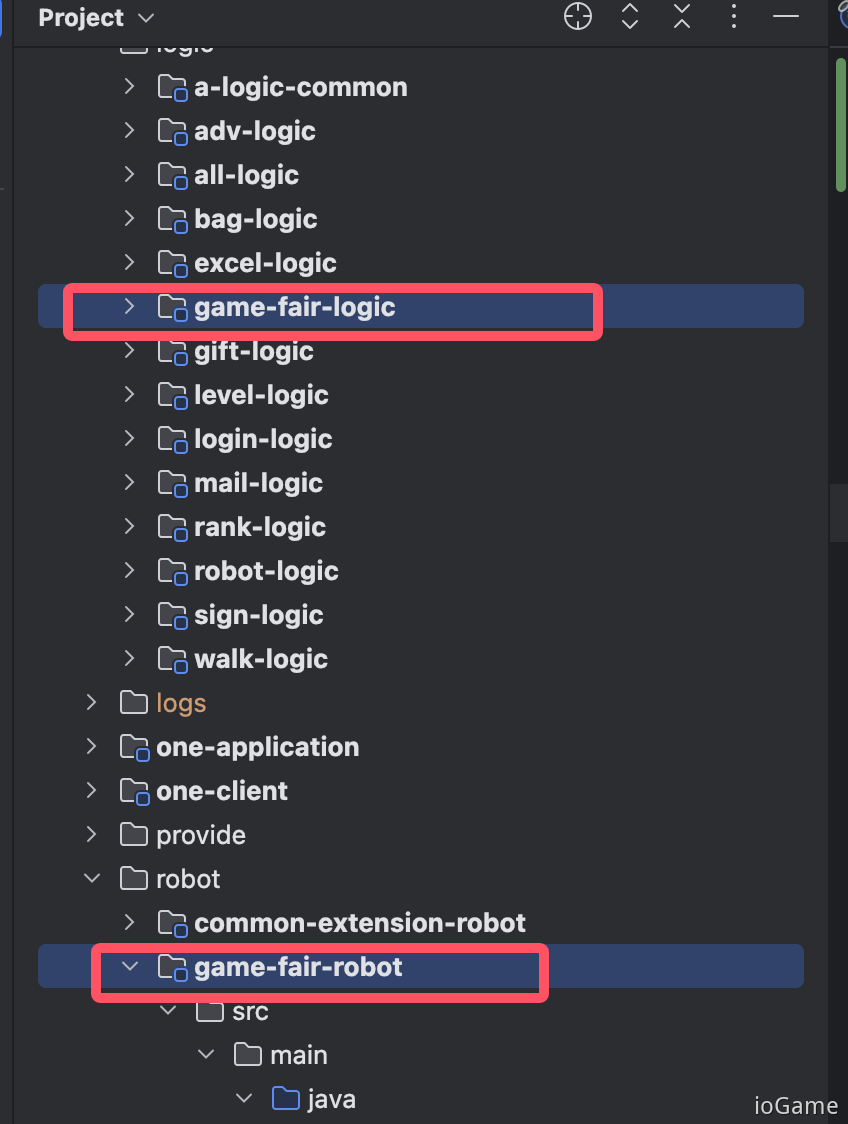 Project
logic
a-logic-common
adv-logic
all-logic
bag-logic
excel-logic
game-fair-logic
gift-logic
level-logic
login-logic
mail-logic
rank-logic
robot-logic
sign-logic
walk-logic
logs
one-application
one-client
provide
robot
common-extension-robot
game-fair-robot
src
main
java
ioGame